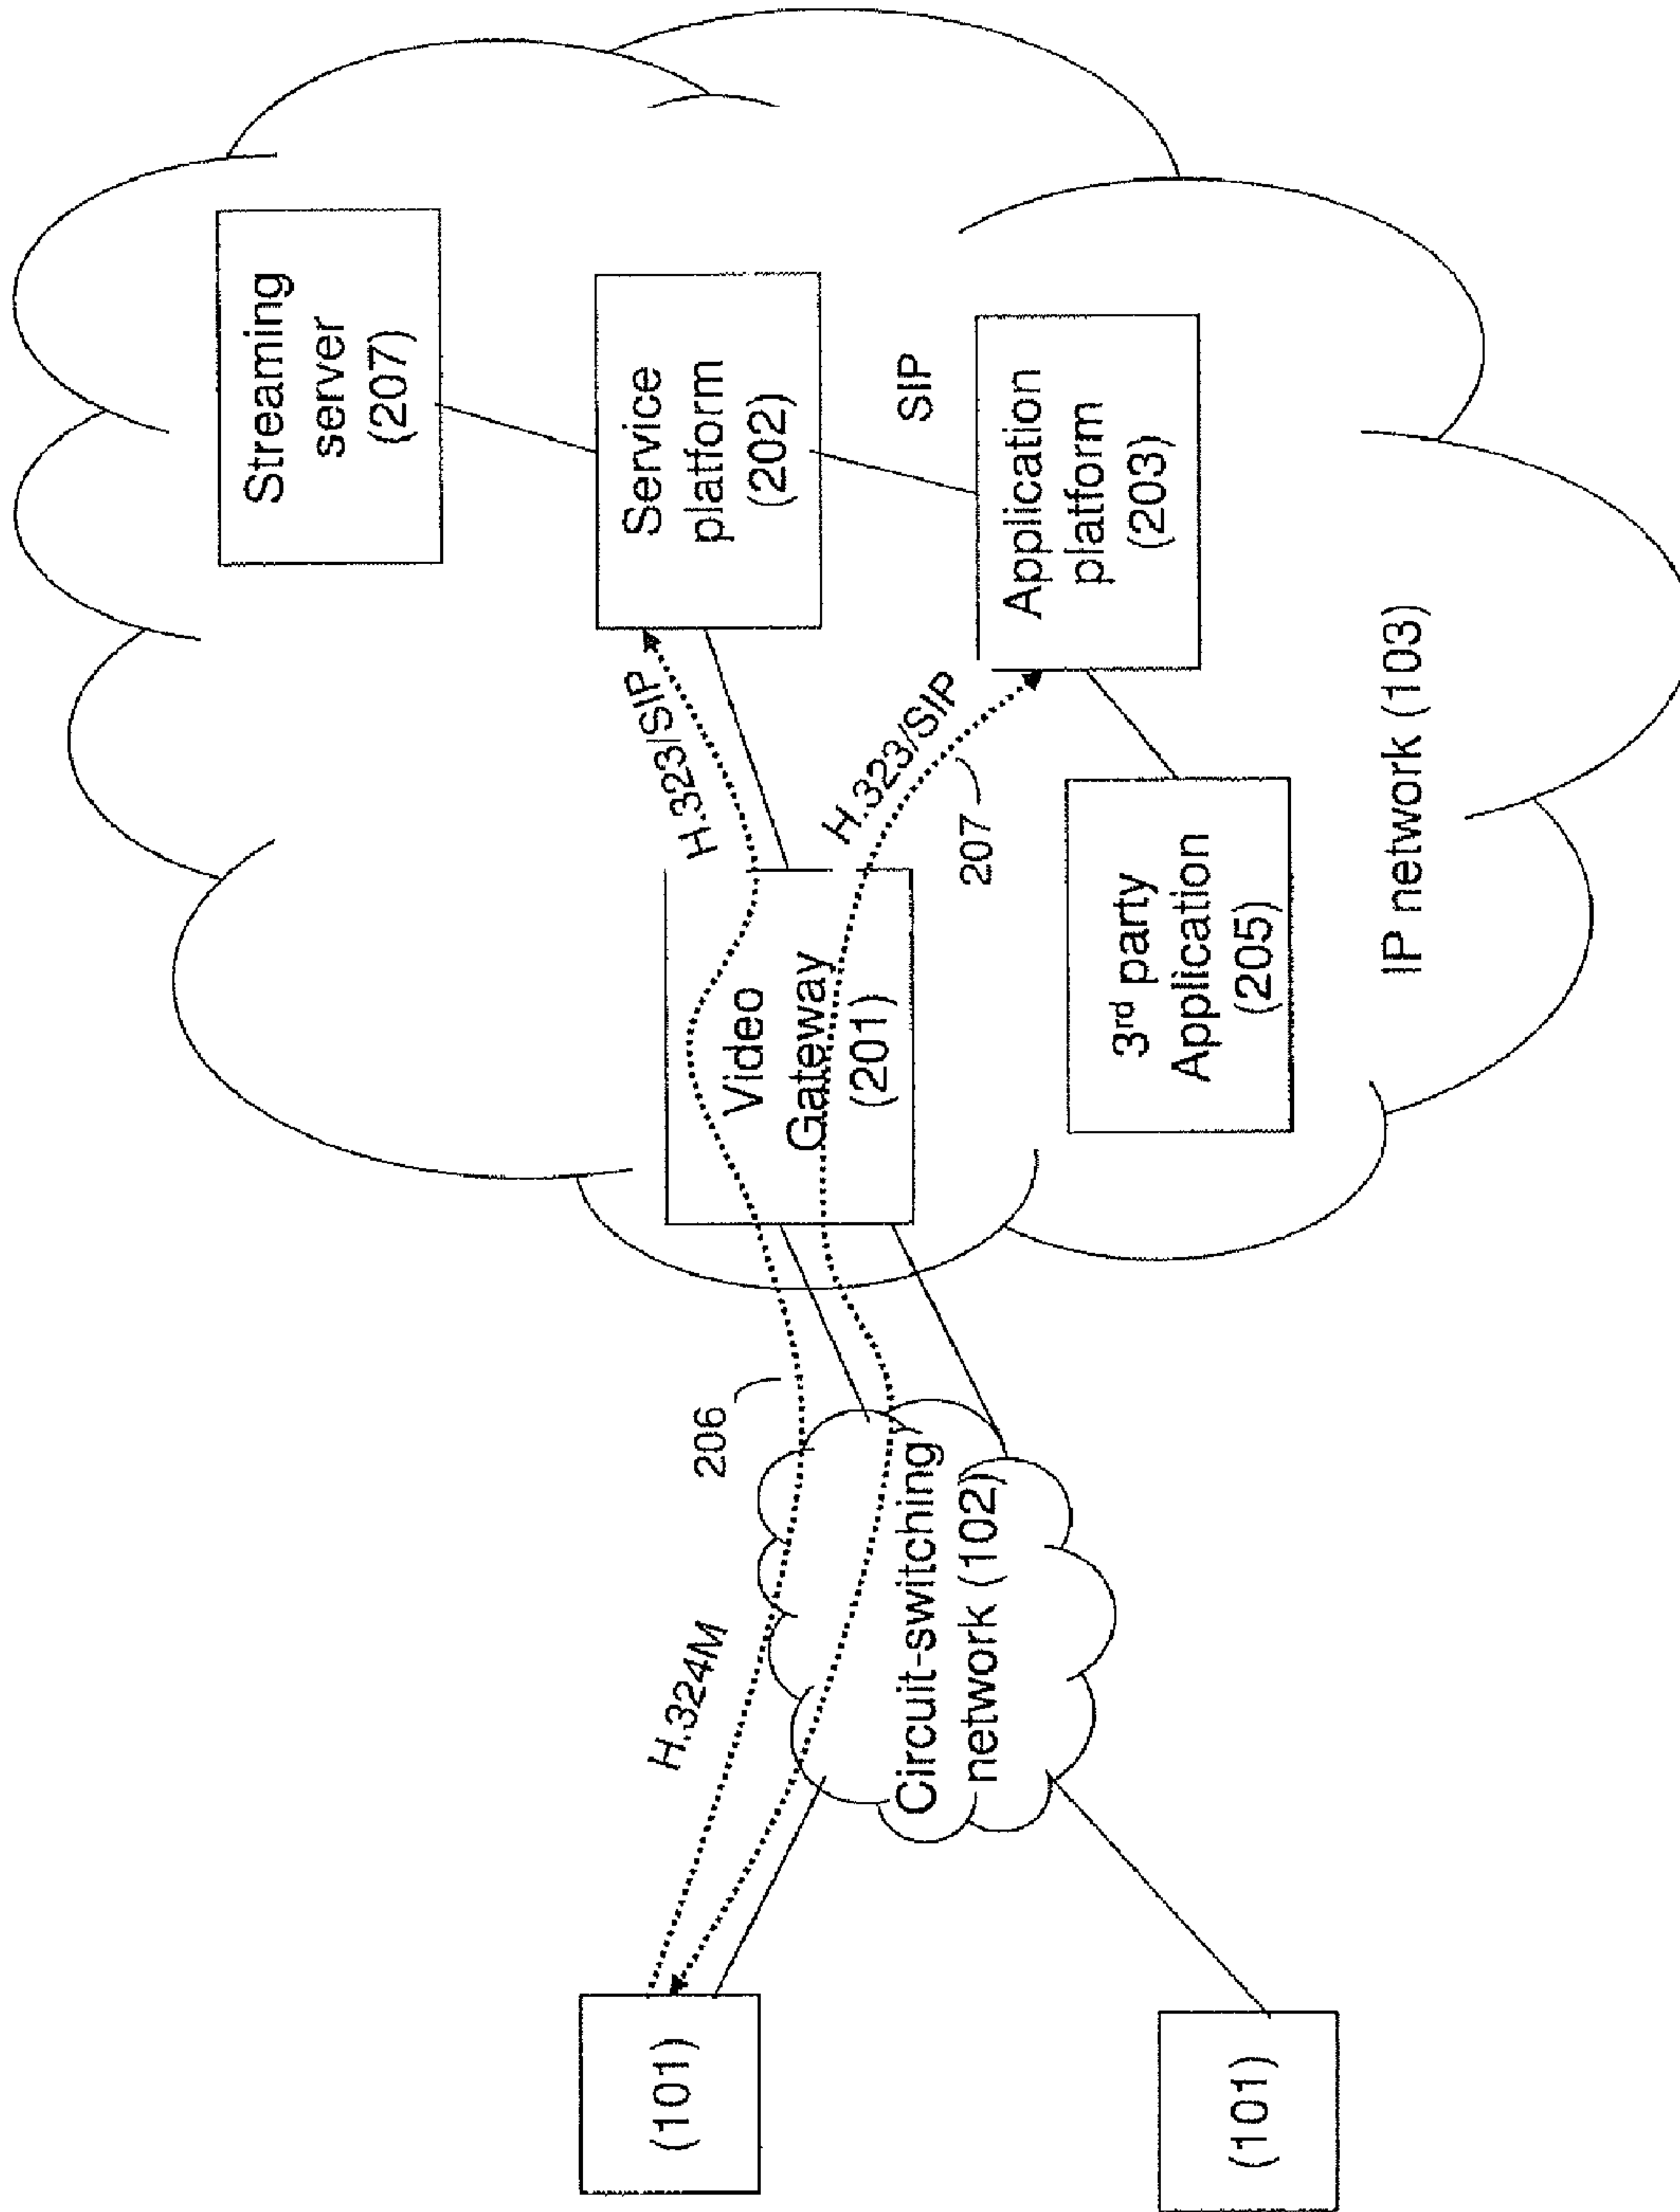 Streaming
server
(207)
Service
platform
(202)
SIP
Application
platform
(203)
H.323/SIP
H.323/SIP
207
Video
Gateway
(201)
3rd party
Application
(205)
IP network (103)
206
H.324M
Circuit-switching
network (102)
(101)
(101)